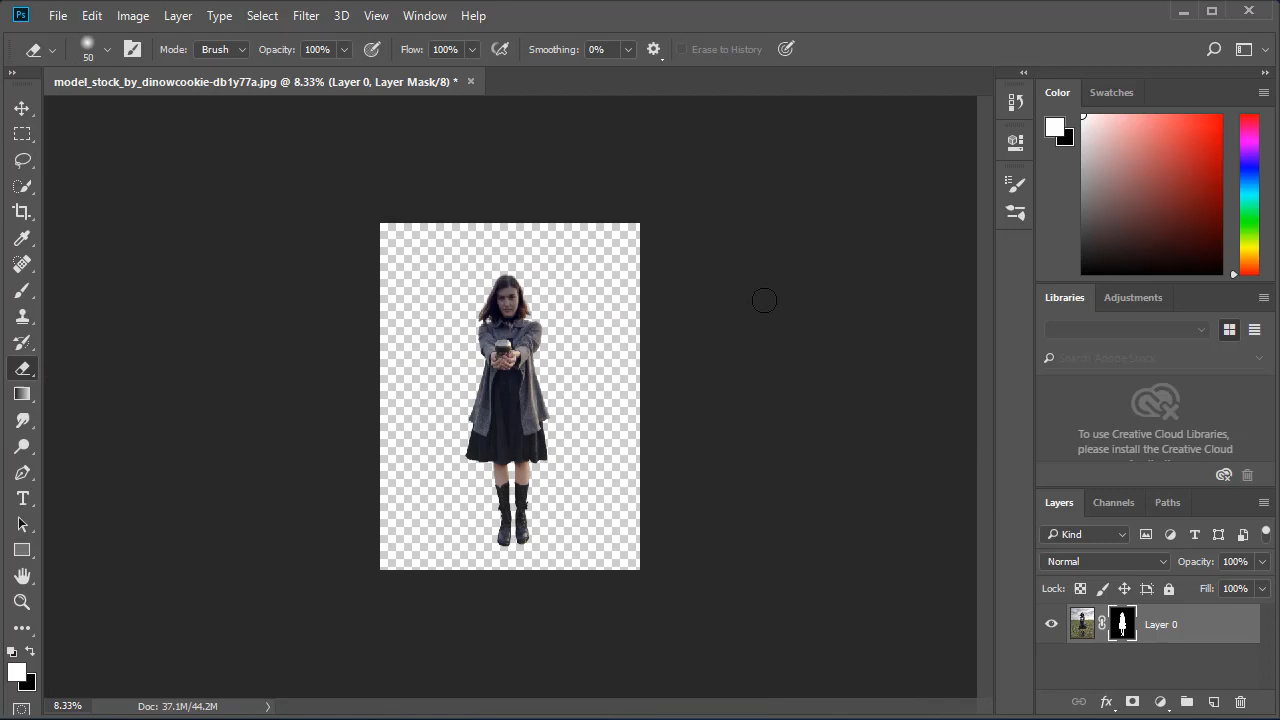 Ps File Edit Image Layer Type Select Filter 3D View Window Help
50 Mode: Brush Opacity: 100% Flow: 100% Smoothing: 0% Erase to History
model_stock_by_dinowcookie-db1y77a.jpg @ 8.33% (Layer 0, Layer Mask/8) *
Color Swatches
Libraries Adjustments
Search Adobe Stock
To use Creative Cloud Libraries,
please install the Creative Cloud
Layers Channels Paths
Kind
Normal Opacity: 100%
Lock: Fill: 100%
Layer 0
8.33% Doc: 37.1M/44.2M